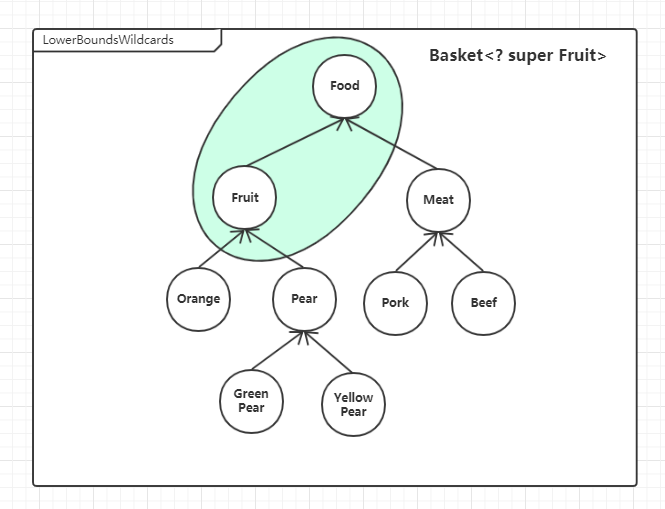 LowerBoundsWildcards
Basket<? super Fruit>
Food
Fruit
Meat
Orange
Pear
Pork
Beef
Green
Pear
Yellow
Pear